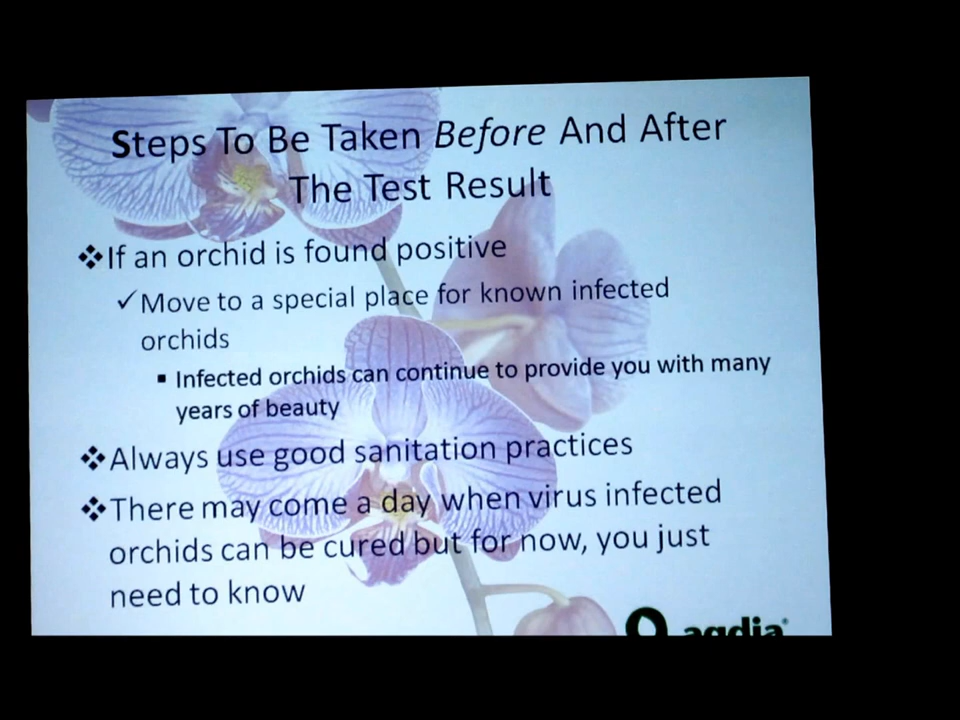 Steps To Be Taken Before And After
The Test Result
❖If an orchid is found positive
✓Move to a special place for known infected
orchids
▪ Infected orchids can continue to provide you with many
years of beauty
❖Always use good sanitation practices
❖There may come a day when virus infected
orchids can be cured but for now, you just
need to know
agdia®